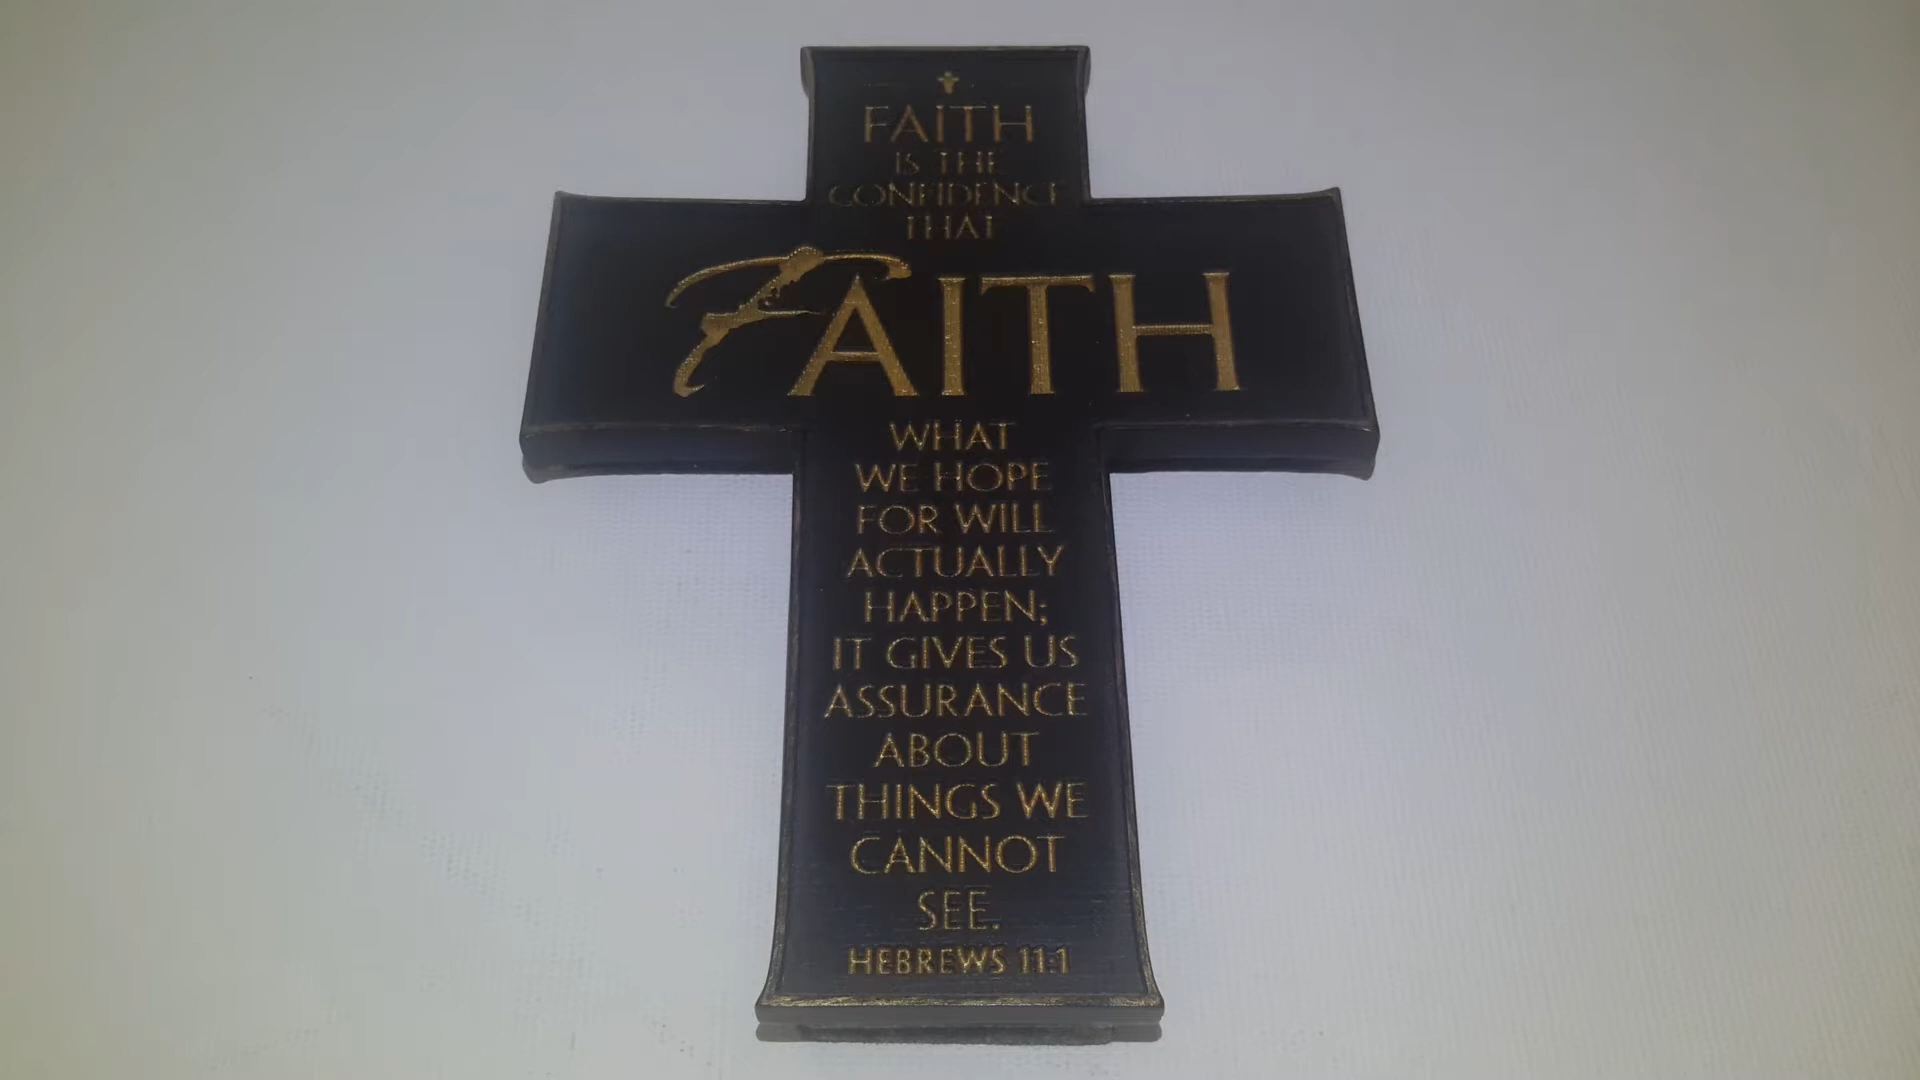 FAITH
IS THE
CONFIDENCE
THAT
FAITH
WHAT
WE HOPE
FOR WILL
ACTUALLY
HAPPEN;
IT GIVES US
ASSURANCE
ABOUT
THINGS WE
CANNOT
SEE.
HEBREWS 11:1